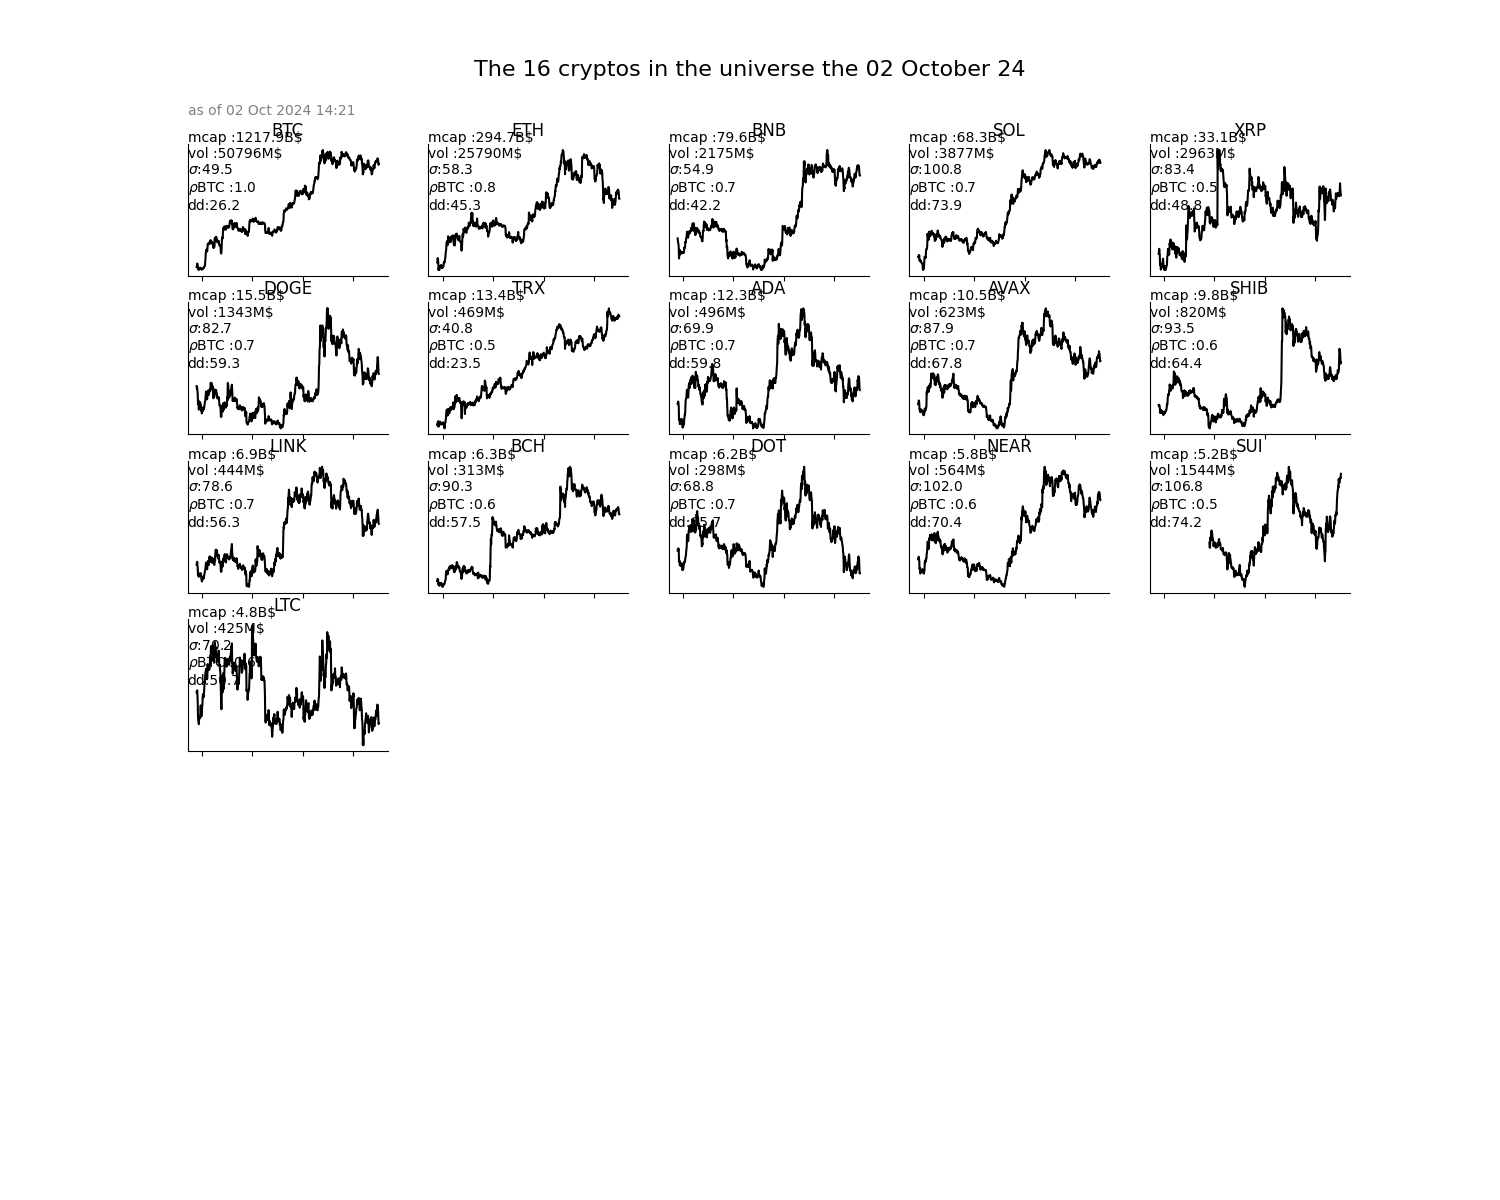 The 16 cryptos in the universe the 02 October 24
as of 02 Oct 2024 14:21
BTC
mcap :1217.9B$
vol :50796M$
σ:49.5
ρBTC :1.0
dd:26.2
ETH
mcap :294.7B$
vol :25790M$
σ:58.3
ρBTC :0.8
dd:45.3
BNB
mcap :79.6B$
vol :2175M$
σ:54.9
ρBTC :0.7
dd:42.2
SOL
mcap :68.3B$
vol :3877M$
σ:100.8
ρBTC :0.7
dd:73.9
XRP
mcap :33.1B$
vol :2963M$
σ:83.4
ρBTC :0.5
dd:48.8
DOGE
mcap :15.5B$
vol :1343M$
σ:82.7
ρBTC :0.7
dd:59.3
TRX
mcap :13.4B$
vol :469M$
σ:40.8
ρBTC :0.5
dd:23.5
ADA
mcap :12.3B$
vol :496M$
σ:69.9
ρBTC :0.7
dd:59.8
AVAX
mcap :10.5B$
vol :623M$
σ:87.9
ρBTC :0.7
dd:67.8
SHIB
mcap :9.8B$
vol :820M$
σ:93.5
ρBTC :0.6
dd:64.4
LINK
mcap :6.9B$
vol :444M$
σ:78.6
ρBTC :0.7
dd:56.3
BCH
mcap :6.3B$
vol :313M$
σ:90.3
ρBTC :0.6
dd:57.5
DOT
mcap :6.2B$
vol :298M$
σ:68.8
ρBTC :0.7
NEAR
mcap :5.8B$
vol :564M$
σ:102.0
ρBTC :0.6
dd:70.4
SUI
mcap :5.2B$
vol :1544M$
σ:106.8
ρBTC :0.5
dd:74.2
LTC
mcap :4.8B$
vol :425M$
σ:70.2
ρBTC :0.6